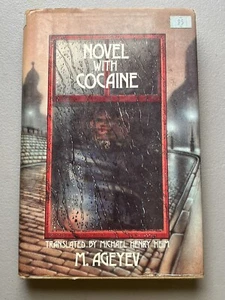 NOVEL
WITH
COCAINE
TRANSLATED BY MICHAEL HENRY HEIM
M. AGEYEV